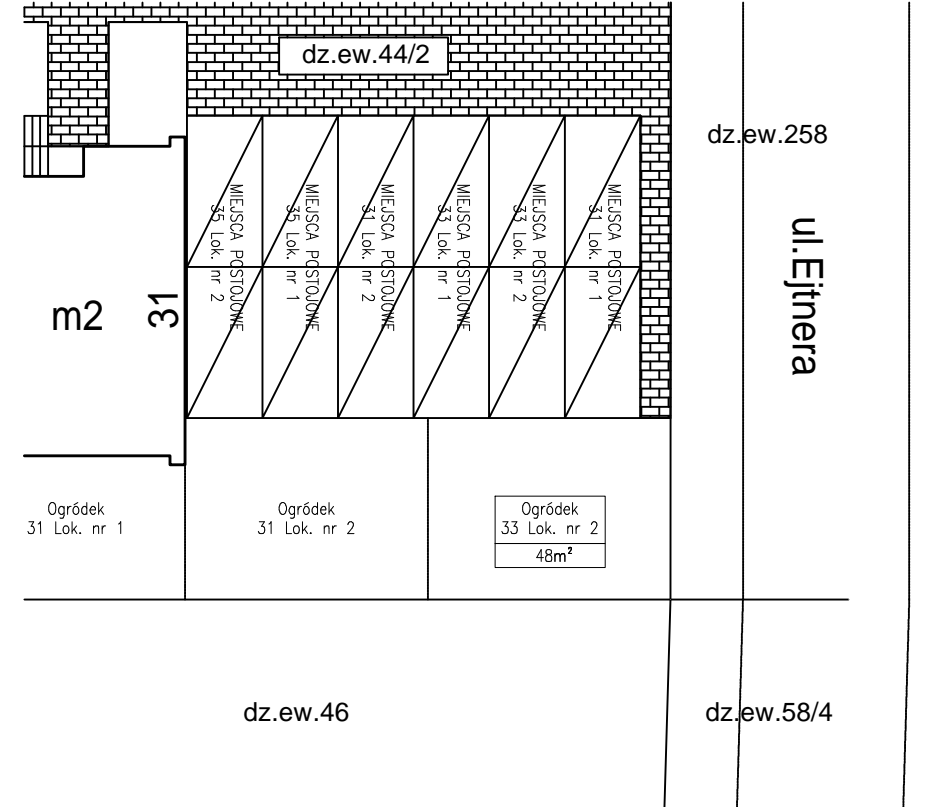 dz.ew.44/2
dz.ew.258
MIEJSCA POSTOJOWE
35 Lok. nr 2
MIEJSCA POSTOJOWE
35 Lok. nr 1
MIEJSCA POSTOJOWE
31 Lok. nr 2
MIEJSCA POSTOJOWE
33 Lok. nr 1
MIEJSCA POSTOJOWE
33 Lok. nr 2
MIEJSCA POSTOJOWE
31 Lok. nr 1
m2
31
ul.Ejtnera
Ogródek
31 Lok. nr 1
Ogródek
31 Lok. nr 2
Ogródek
33 Lok. nr 2
48m²
dz.ew.46
dz.ew.58/4